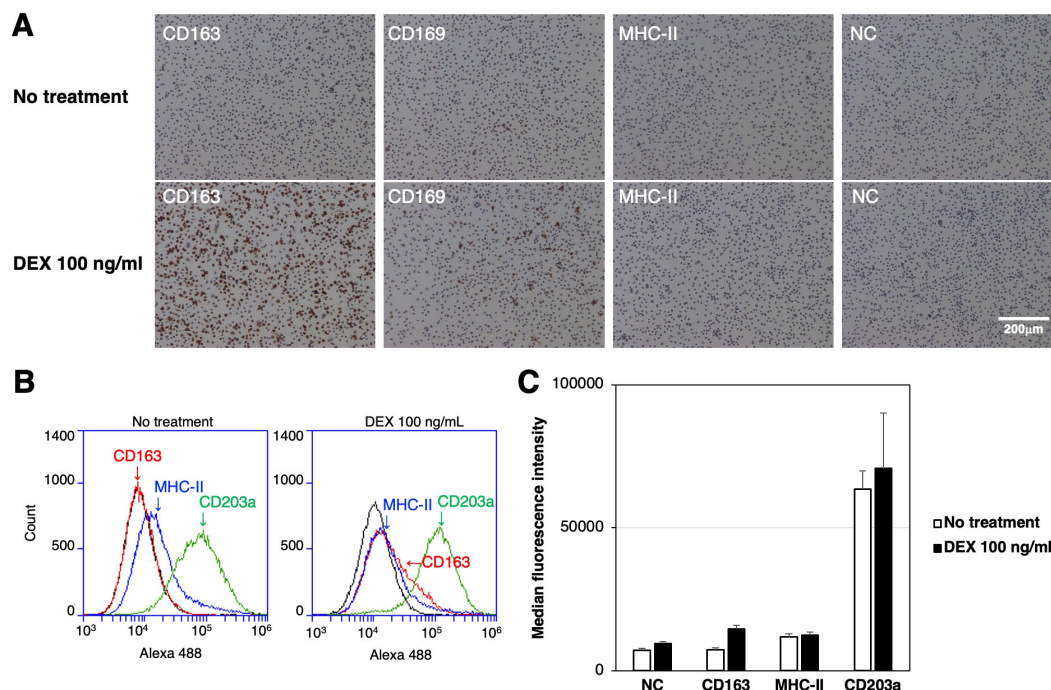 A
CD163 CD169 MHC-II NC
No treatment
CD163 CD169 MHC-II NC
DEX 100 ng/ml
200μm
B
No treatment
1400
1000
500
0
Count
CD163
MHC-II
CD203a
10³ 10⁴ 10⁵ 10⁶
Alexa 488
DEX 100 ng/mL
1400
1000
500
0
MHC-II
CD203a
CD163
10³ 10⁴ 10⁵ 10⁶
Alexa 488
C
Median fluorescence intensity
100000
50000
0
NC CD163 MHC-II CD203a
No treatment
DEX 100 ng/ml